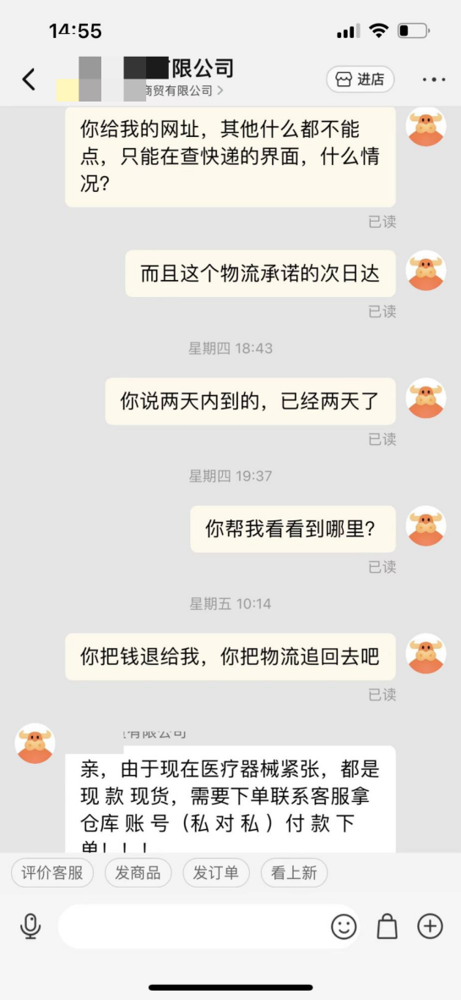 14:55
限公司
商贸有限公司 >
进店
你给我的网址，其他什么都不能
点，只能在查快递的界面，什么情
况?
已读
而且这个物流承诺的次日达
已读
星期四 18:43
你说两天内到的，已经两天了
已读
星期四 19:37
你帮我看看到哪里?
已读
星期五 10:14
你把钱退给我，你把物流追回去吧
已读
有限公司
亲，由于现在医疗器械紧张，都是
现 款 现货，需要下单联系客服拿
仓库 账 号（私 对 私 ）付 款 下
单！！！
评价客服
发商品
发订单
看上新